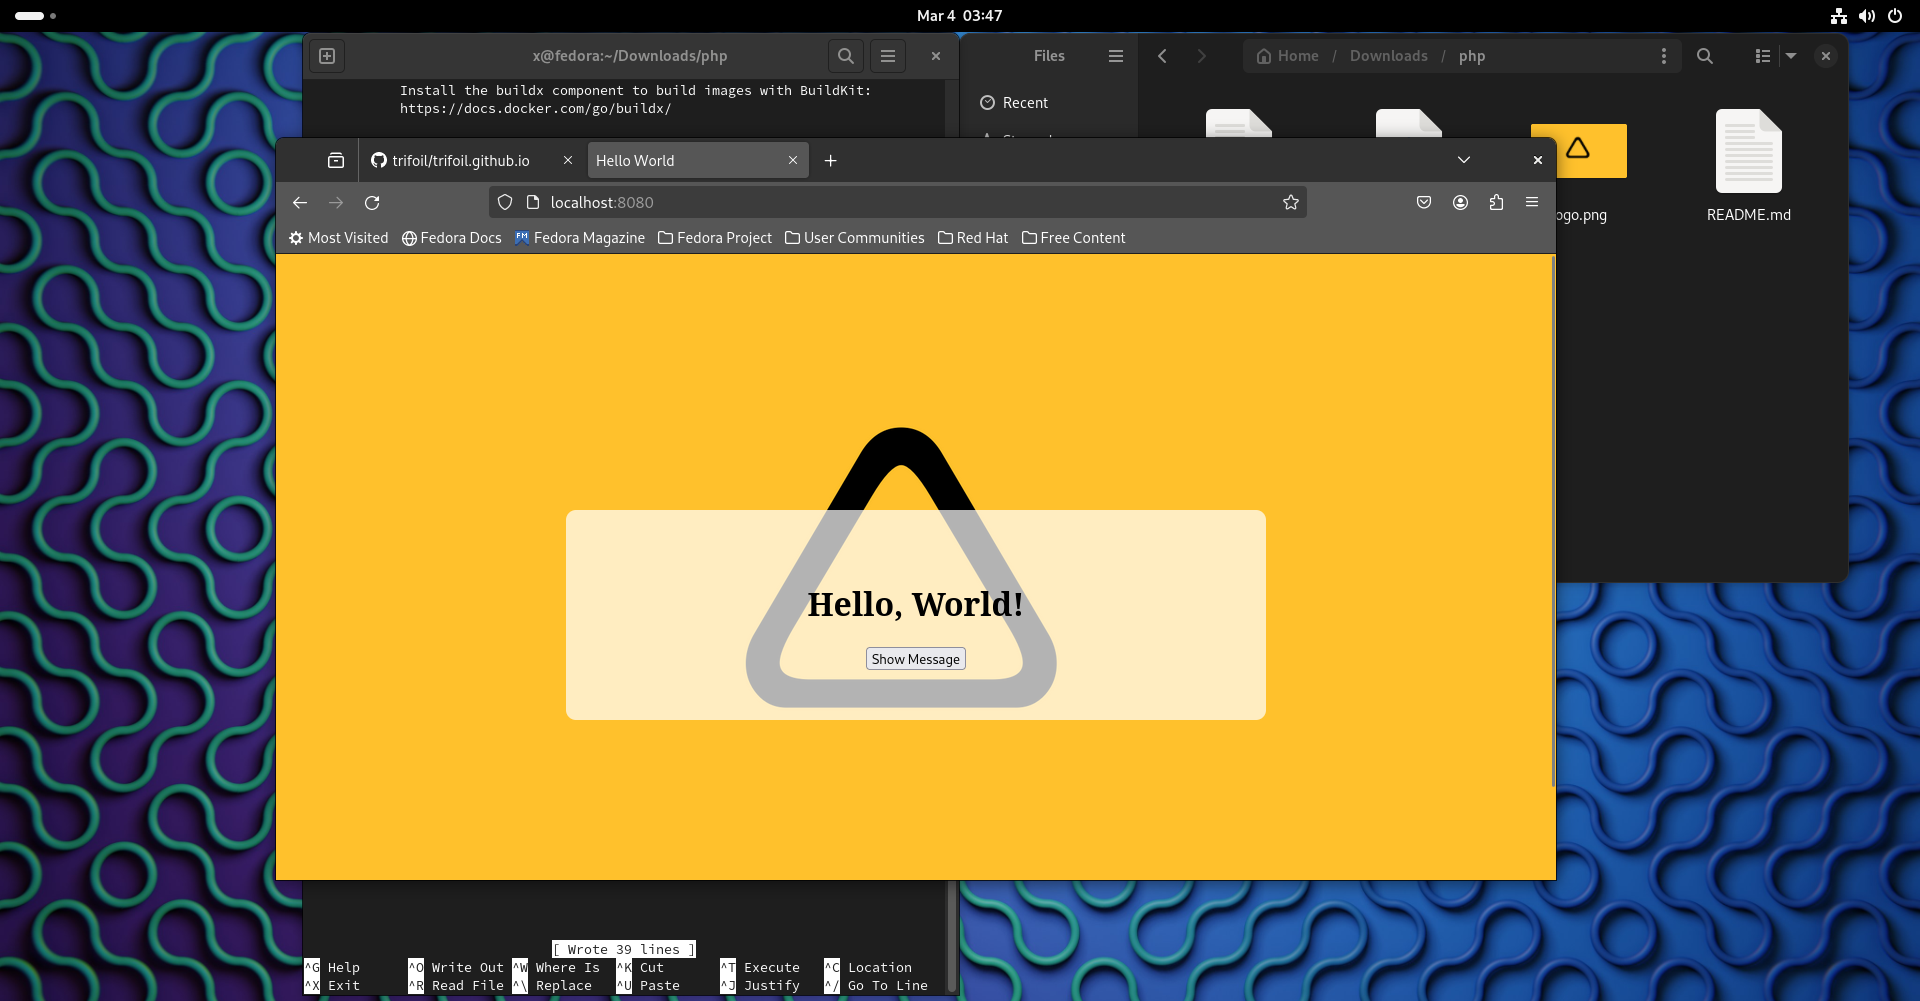 Mar 4 03:47
x@fedora:~/Downloads/php
Files
Home / Downloads / php
Install the buildx component to build images with BuildKit:
https://docs.docker.com/go/buildx/
Recent
trifoil/trifoil.github.io
Hello World
ogo.png
README.md
localhost:8080
Most Visited
Fedora Docs
FM Fedora Magazine
Fedora Project
User Communities
Red Hat
Free Content
Hello, World!
Show Message
[ Wrote 39 lines ]
^G Help ^O Write Out ^W Where Is ^K Cut ^T Execute ^C Location
^X Exit ^R Read File ^\ Replace ^U Paste ^J Justify ^/ Go To Line